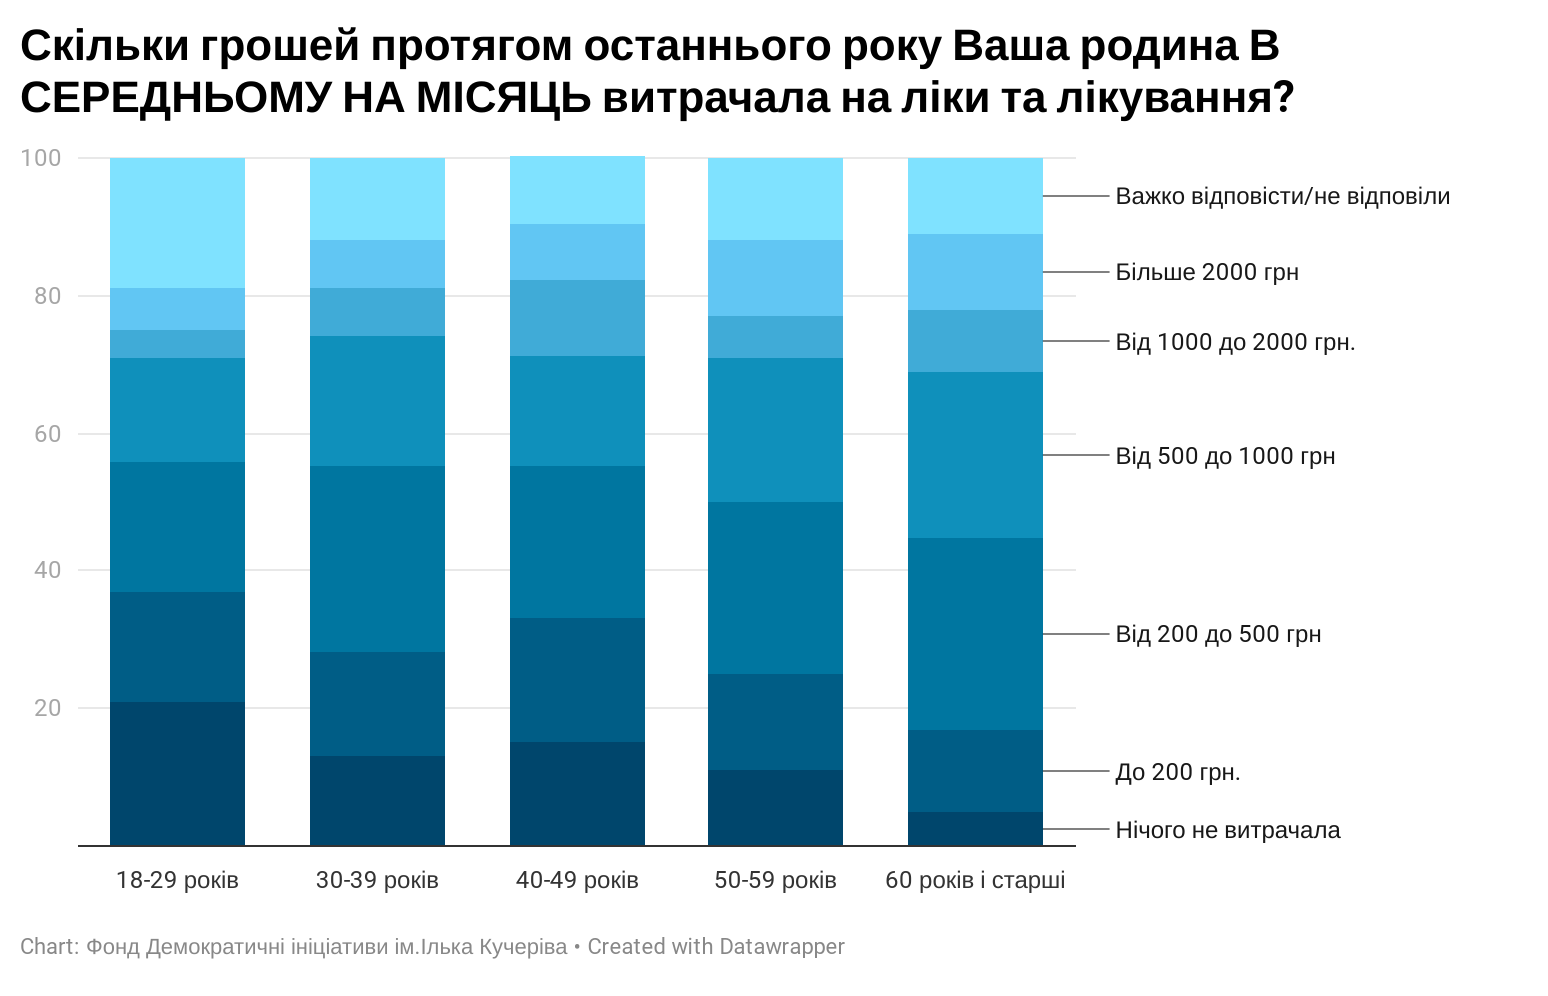 Скільки грошей протягом останнього року Ваша родина В
СЕРЕДНЬОМУ НА МІСЯЦЬ витрачала на ліки та лікування?
100
80
60
40
20
Важко відповісти/не відповіли
Більше 2000 грн
Від 1000 до 2000 грн.
Від 500 до 1000 грн
Від 200 до 500 грн
До 200 грн.
Нічого не витрачала
18-29 років
30-39 років
40-49 років
50-59 років
60 років і старші
Chart: Фонд Демократичні ініціативи ім.Ілька Кучеріва • Created with Datawrapper